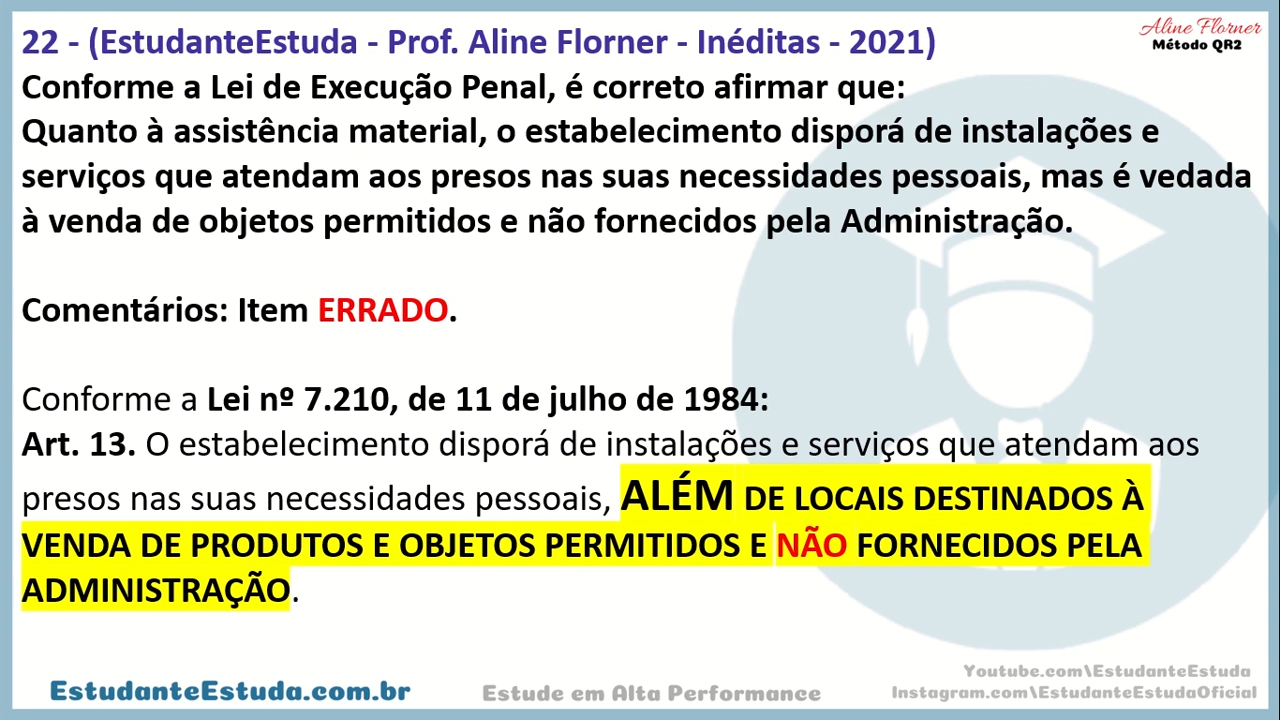 22 - (EstudanteEstuda - Prof. Aline Florner - Inéditas - 2021)
Aline Florner
Método QR2
Conforme a Lei de Execução Penal, é correto afirmar que:
Quanto à assistência material, o estabelecimento disporá de instalações e
serviços que atendam aos presos nas suas necessidades pessoais, mas é vedada
à venda de objetos permitidos e não fornecidos pela Administração.
Comentários: Item ERRADO.
Conforme a Lei nº 7.210, de 11 de julho de 1984:
Art. 13. O estabelecimento disporá de instalações e serviços que atendam aos
presos nas suas necessidades pessoais, ALÉM DE LOCAIS DESTINADOS À
VENDA DE PRODUTOS E OBJETOS PERMITIDOS E NÃO FORNECIDOS PELA
ADMINISTRAÇÃO.
EstudanteEstuda.com.br
Estude em Alta Performance
Youtube.com\EstudanteEstuda
Instagram.com\EstudanteEstudaOficial